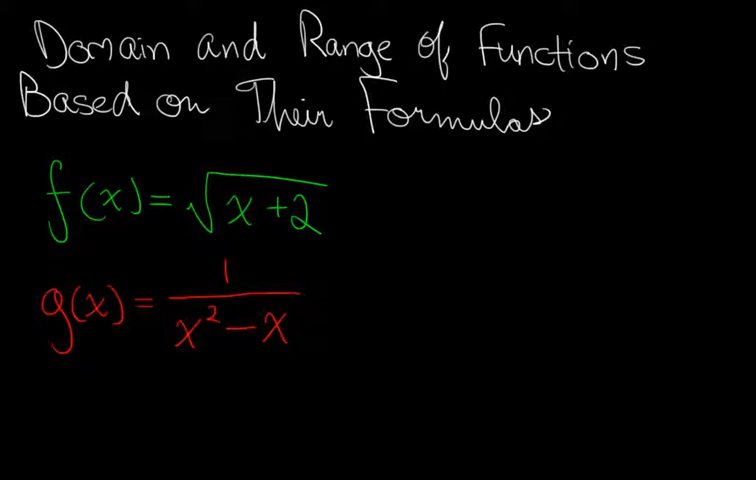 Domain and Range of Functions
Based on Their Formulas
f(x) = √(x+2)
g(x) = 1/(x² − x)